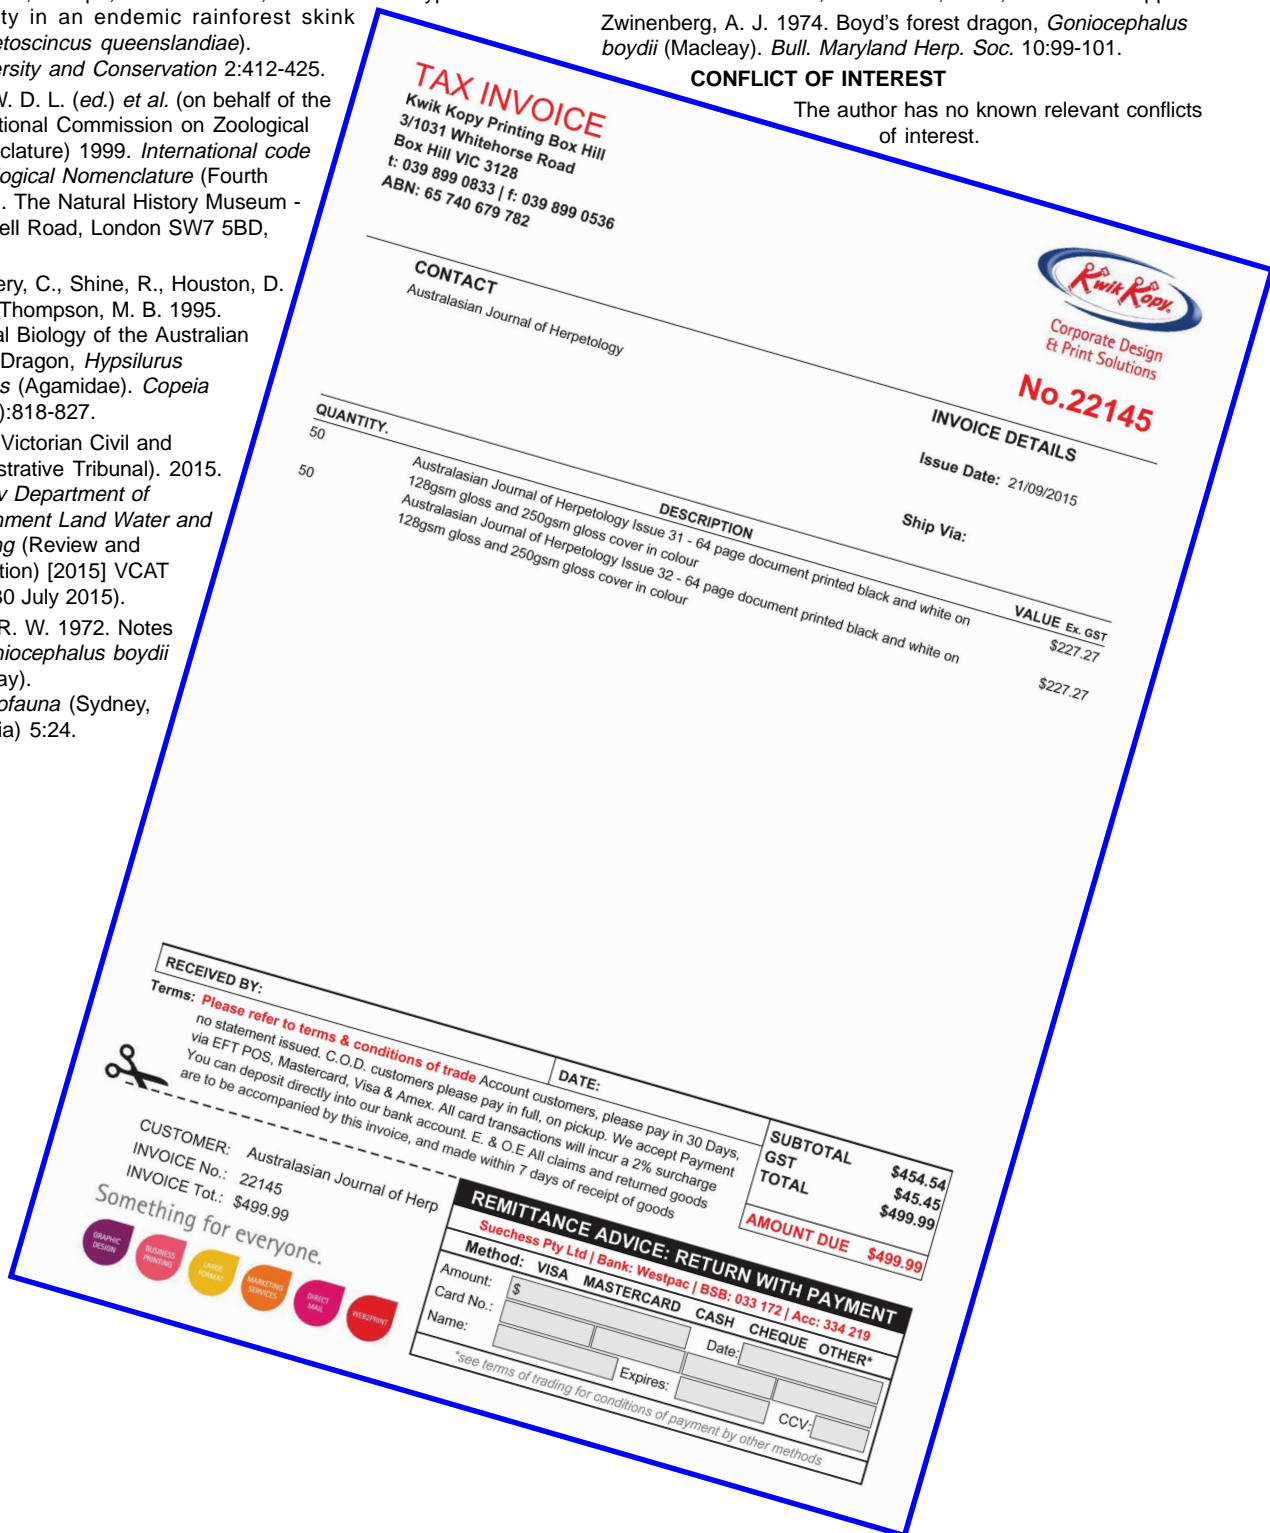 ty in an endemic rainforest skink
etoscincus queenslandiae).
ersity and Conservation 2:412-425.
W. D. L. (ed.) et al. (on behalf of the
tional Commission on Zoological
clature) 1999. International code
logical Nomenclature (Fourth
. The Natural History Museum -
ell Road, London SW7 5BD,
ery, C., Shine, R., Houston, D.
Thompson, M. B. 1995.
al Biology of the Australian
Dragon, Hypsilurus
s (Agamidae). Copeia
):818-827.
Victorian Civil and
strative Tribunal). 2015.
v Department of
nment Land Water and
ng (Review and
tion) [2015] VCAT
30 July 2015).
R. W. 1972. Notes
niocephalus boydii
ay).
ofauna (Sydney,
ia) 5:24.
Zwinenberg, A. J. 1974. Boyd’s forest dragon, Goniocephalus
boydii (Macleay). Bull. Maryland Herp. Soc. 10:99-101.
CONFLICT OF INTEREST
The author has no known relevant conflicts
of interest.
TAX INVOICE
Kwik Kopy Printing Box Hill
3/1031 Whitehorse Road
Box Hill VIC 3128
t: 039 899 0833 | f: 039 899 0536
ABN: 65 740 679 782
Kwik Kopy.
Corporate Design
& Print Solutions
No.22145
CONTACT
Australasian Journal of Herpetology
INVOICE DETAILS
Issue Date: 21/09/2015
Ship Via:
QUANTITY. DESCRIPTION VALUE Ex. GST
50 Australasian Journal of Herpetology Issue 31 - 64 page document printed black and white on $227.27
128gsm gloss and 250gsm gloss cover in colour
50 Australasian Journal of Herpetology Issue 32 - 64 page document printed black and white on $227.27
128gsm gloss and 250gsm gloss cover in colour
RECEIVED BY: DATE:
Terms: Please refer to terms & conditions of trade Account customers, please pay in 30 Days,
no statement issued. C.O.D. customers please pay in full, on pickup. We accept Payment
via EFT POS, Mastercard, Visa & Amex. All card transactions will incur a 2% surcharge
You can deposit directly into our bank account. E. & O.E All claims and returned goods
are to be accompanied by this invoice, and made within 7 days of receipt of goods
SUBTOTAL $454.54
GST $45.45
TOTAL $499.99
AMOUNT DUE $499.99
CUSTOMER: Australasian Journal of Herp
INVOICE No.: 22145
INVOICE Tot.: $499.99
Something for everyone.
GRAPHIC
DESIGN
BUSINESS
PRINTING
LARGE
FORMAT
MARKETING
SERVICES
DIRECT
MAIL
WEB2PRINT
REMITTANCE ADVICE: RETURN WITH PAYMENT
Suechess Pty Ltd | Bank: Westpac | BSB: 033 172 | Acc: 334 219
Method: VISA MASTERCARD CASH CHEQUE OTHER*
Amount: $ Date:
Card No.:
Name: Expires: CCV:
*see terms of trading for conditions of payment by other methods